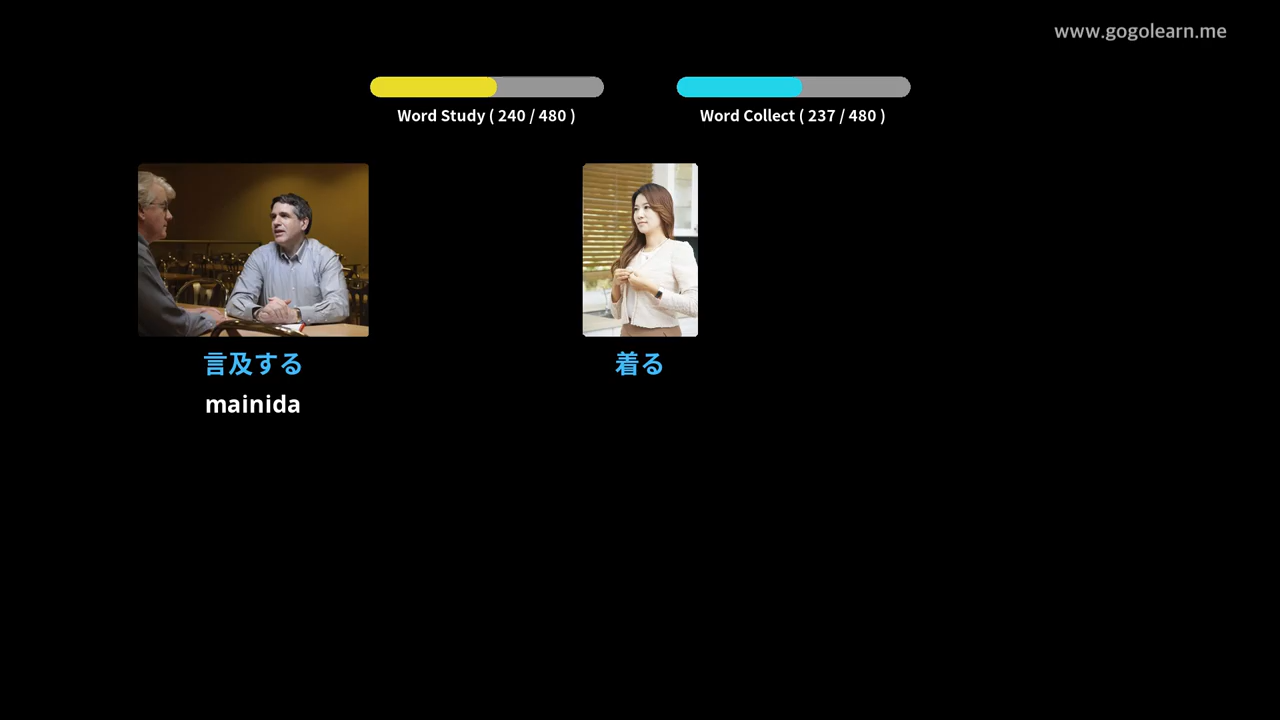 www.gogolearn.me
Word Study ( 240 / 480 )
Word Collect ( 237 / 480 )
言及する
mainida
着る